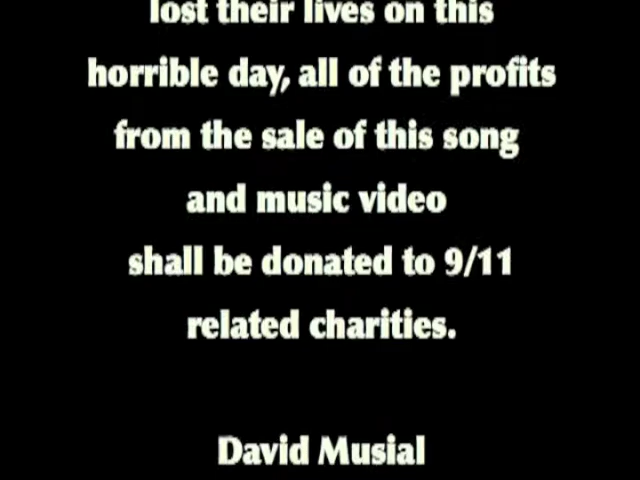 lost their lives on this
horrible day, all of the profits
from the sale of this song
and music video
shall be donated to 9/11
related charities.
David Musial